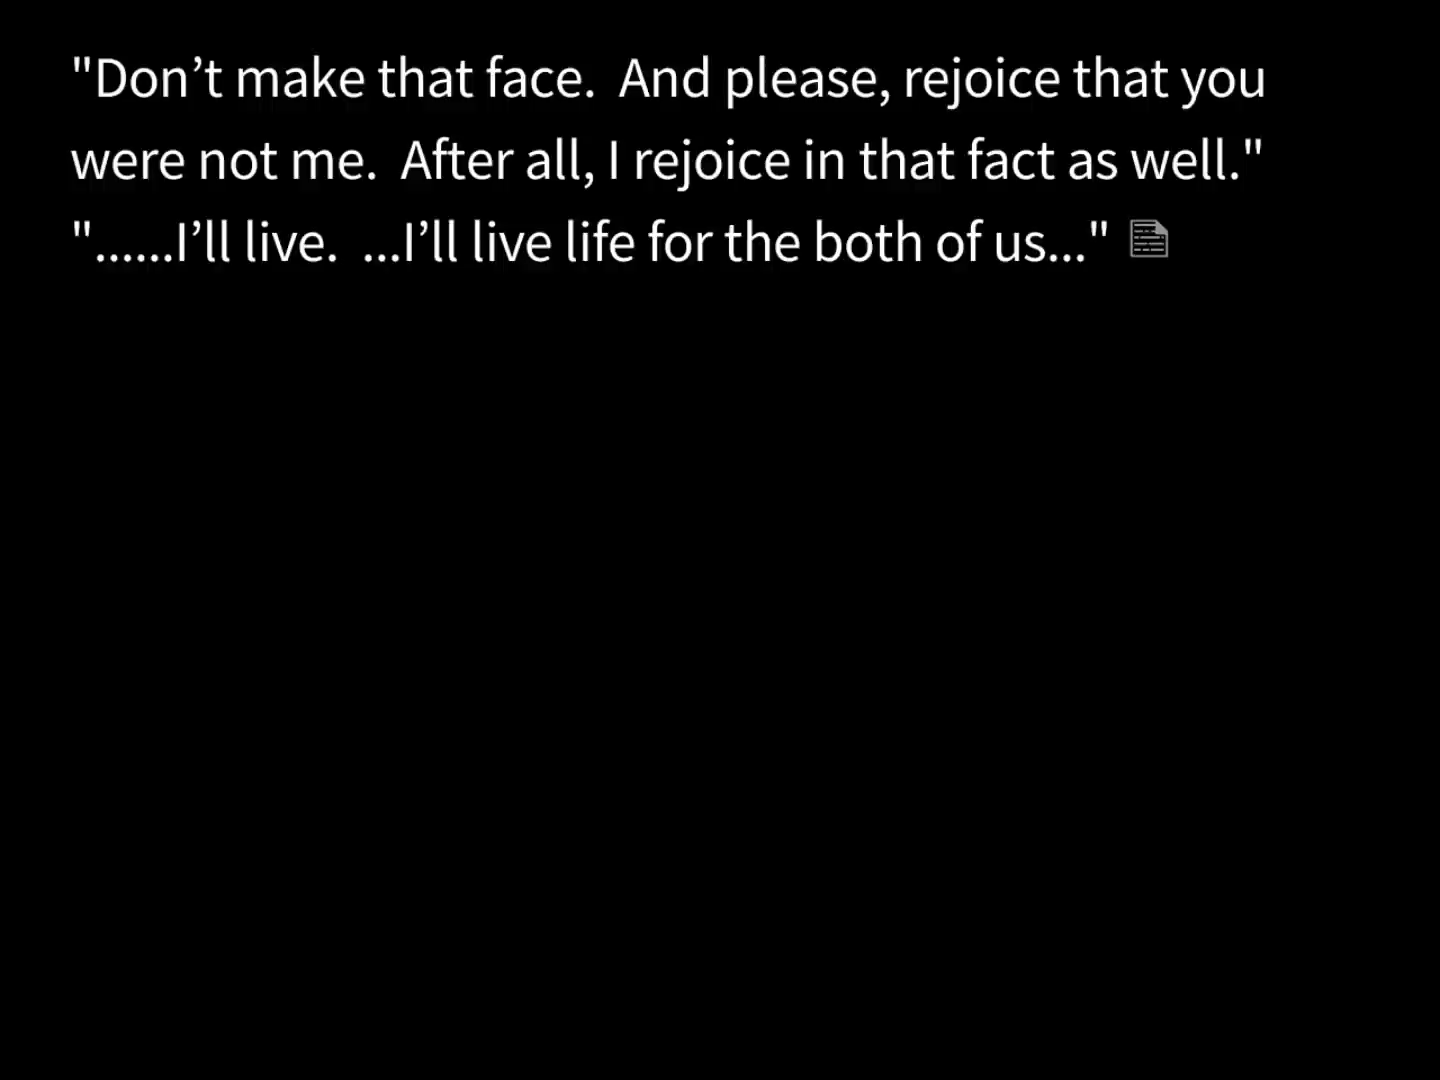 "Don’t make that face.  And please, rejoice that you
were not me.  After all, I rejoice in that fact as well."
"......I’ll live.  ...I’ll live life for the both of us..."